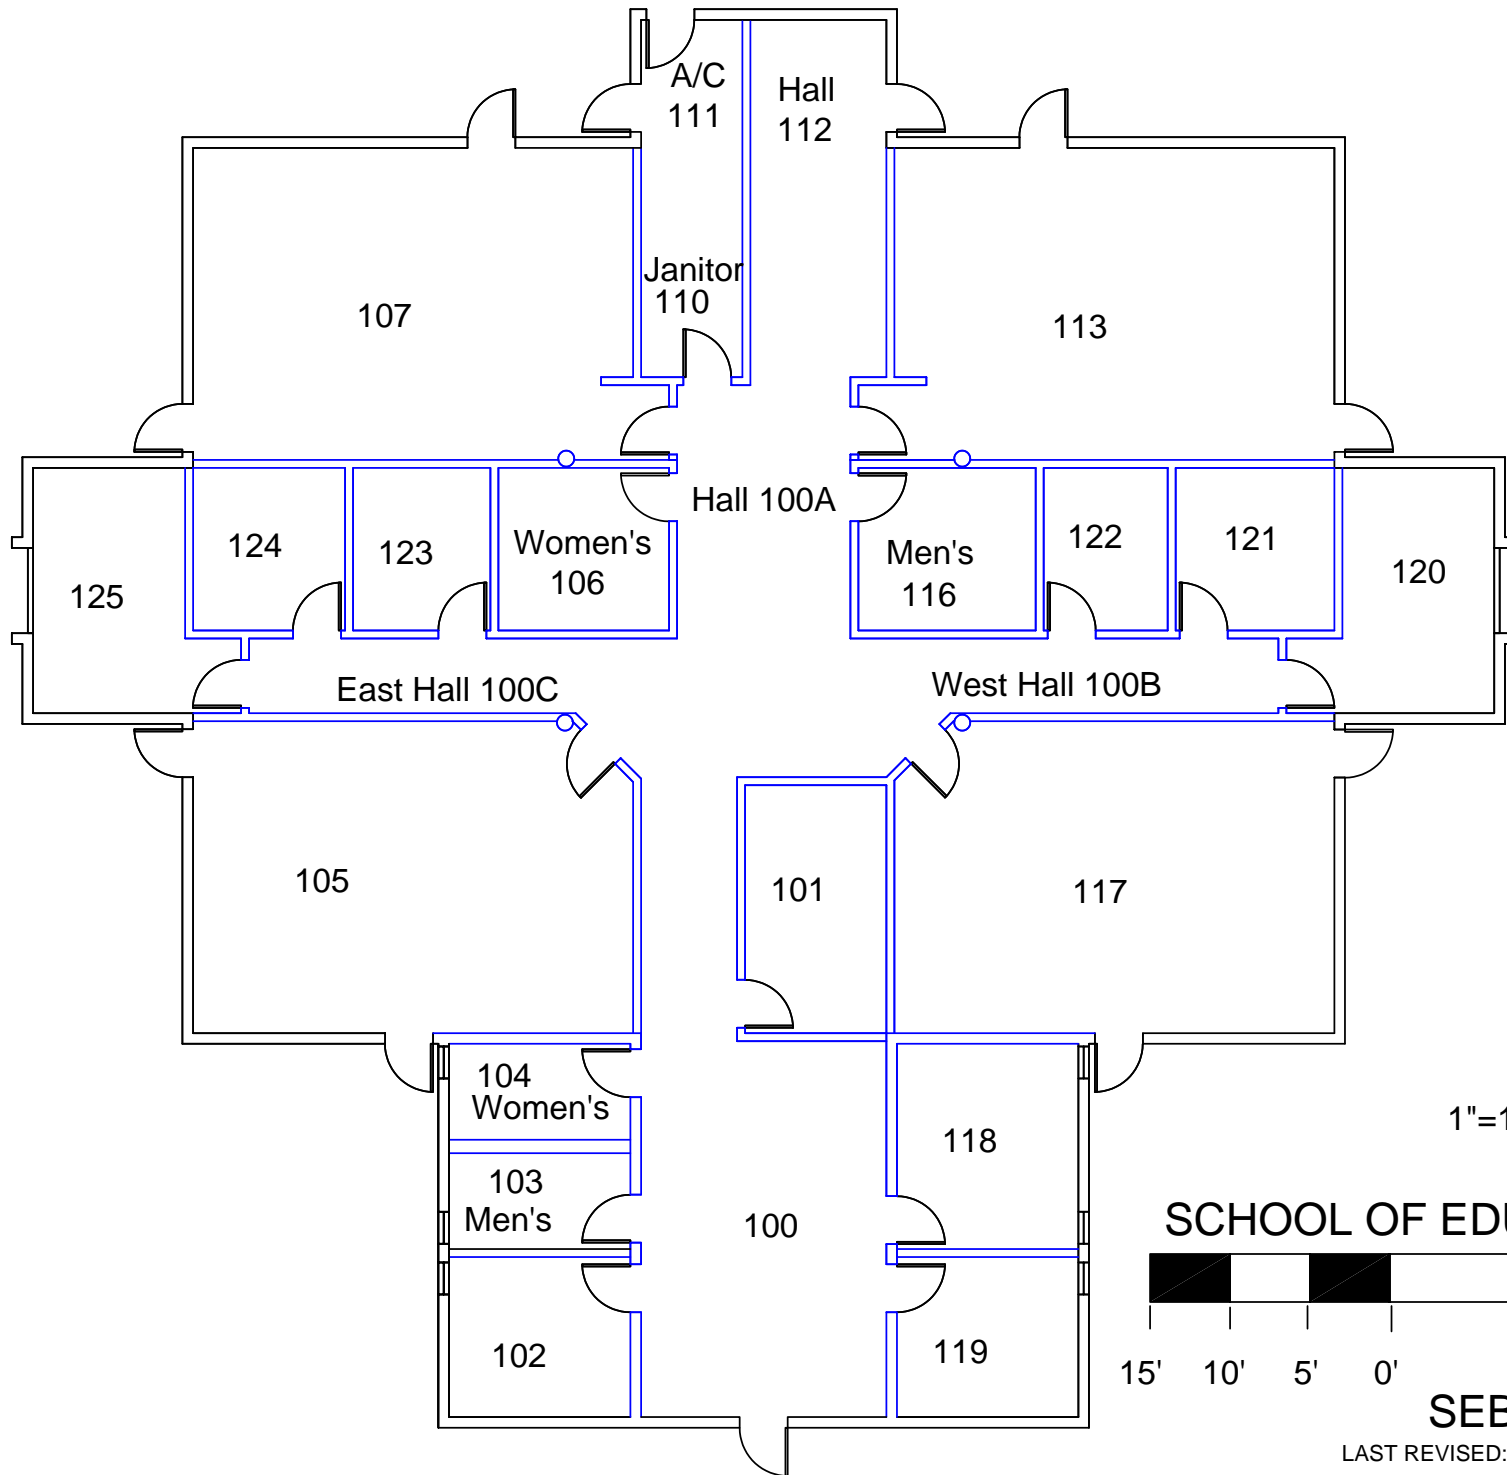 A/C
111
Hall
112
Janitor
110
107
113
Hall 100A
124
123
Women's
106
Men's
116
122
121
125
120
East Hall 100C
West Hall 100B
105
101
117
104
Women's
103
Men's
118
100
102
119
1"=1
SCHOOL OF EDU
15' 10' 5' 0'
SEB
LAST REVISED: